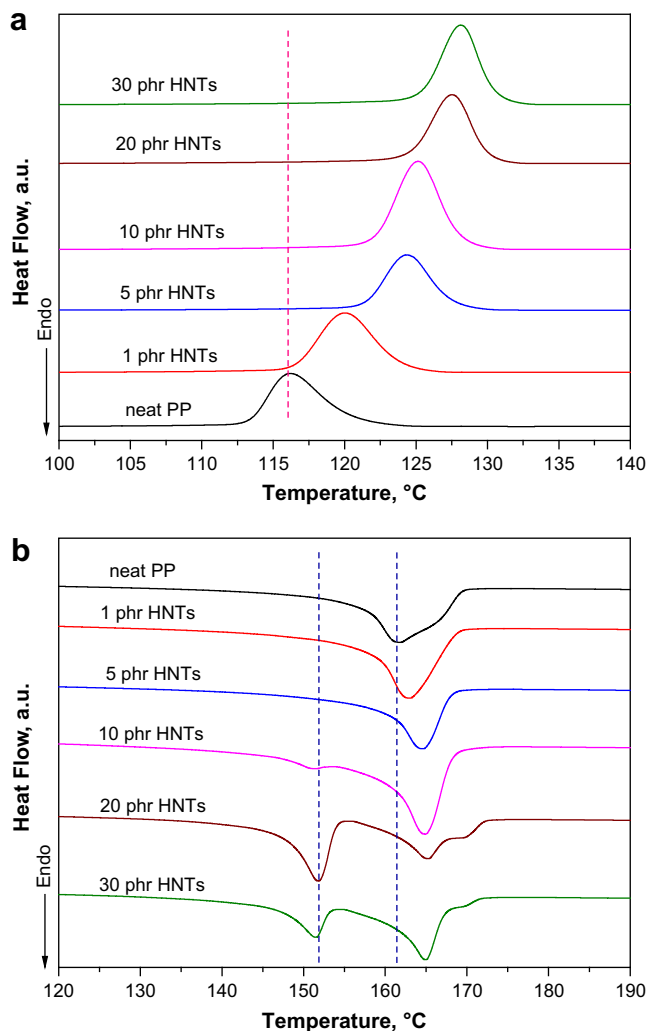 a
30 phr HNTs
20 phr HNTs
10 phr HNTs
5 phr HNTs
1 phr HNTs
neat PP
Heat Flow, a.u.
Endo
100 105 110 115 120 125 130 135 140
Temperature, °C
b
neat PP
1 phr HNTs
5 phr HNTs
10 phr HNTs
20 phr HNTs
30 phr HNTs
Heat Flow, a.u.
Endo
120 130 140 150 160 170 180 190
Temperature, °C